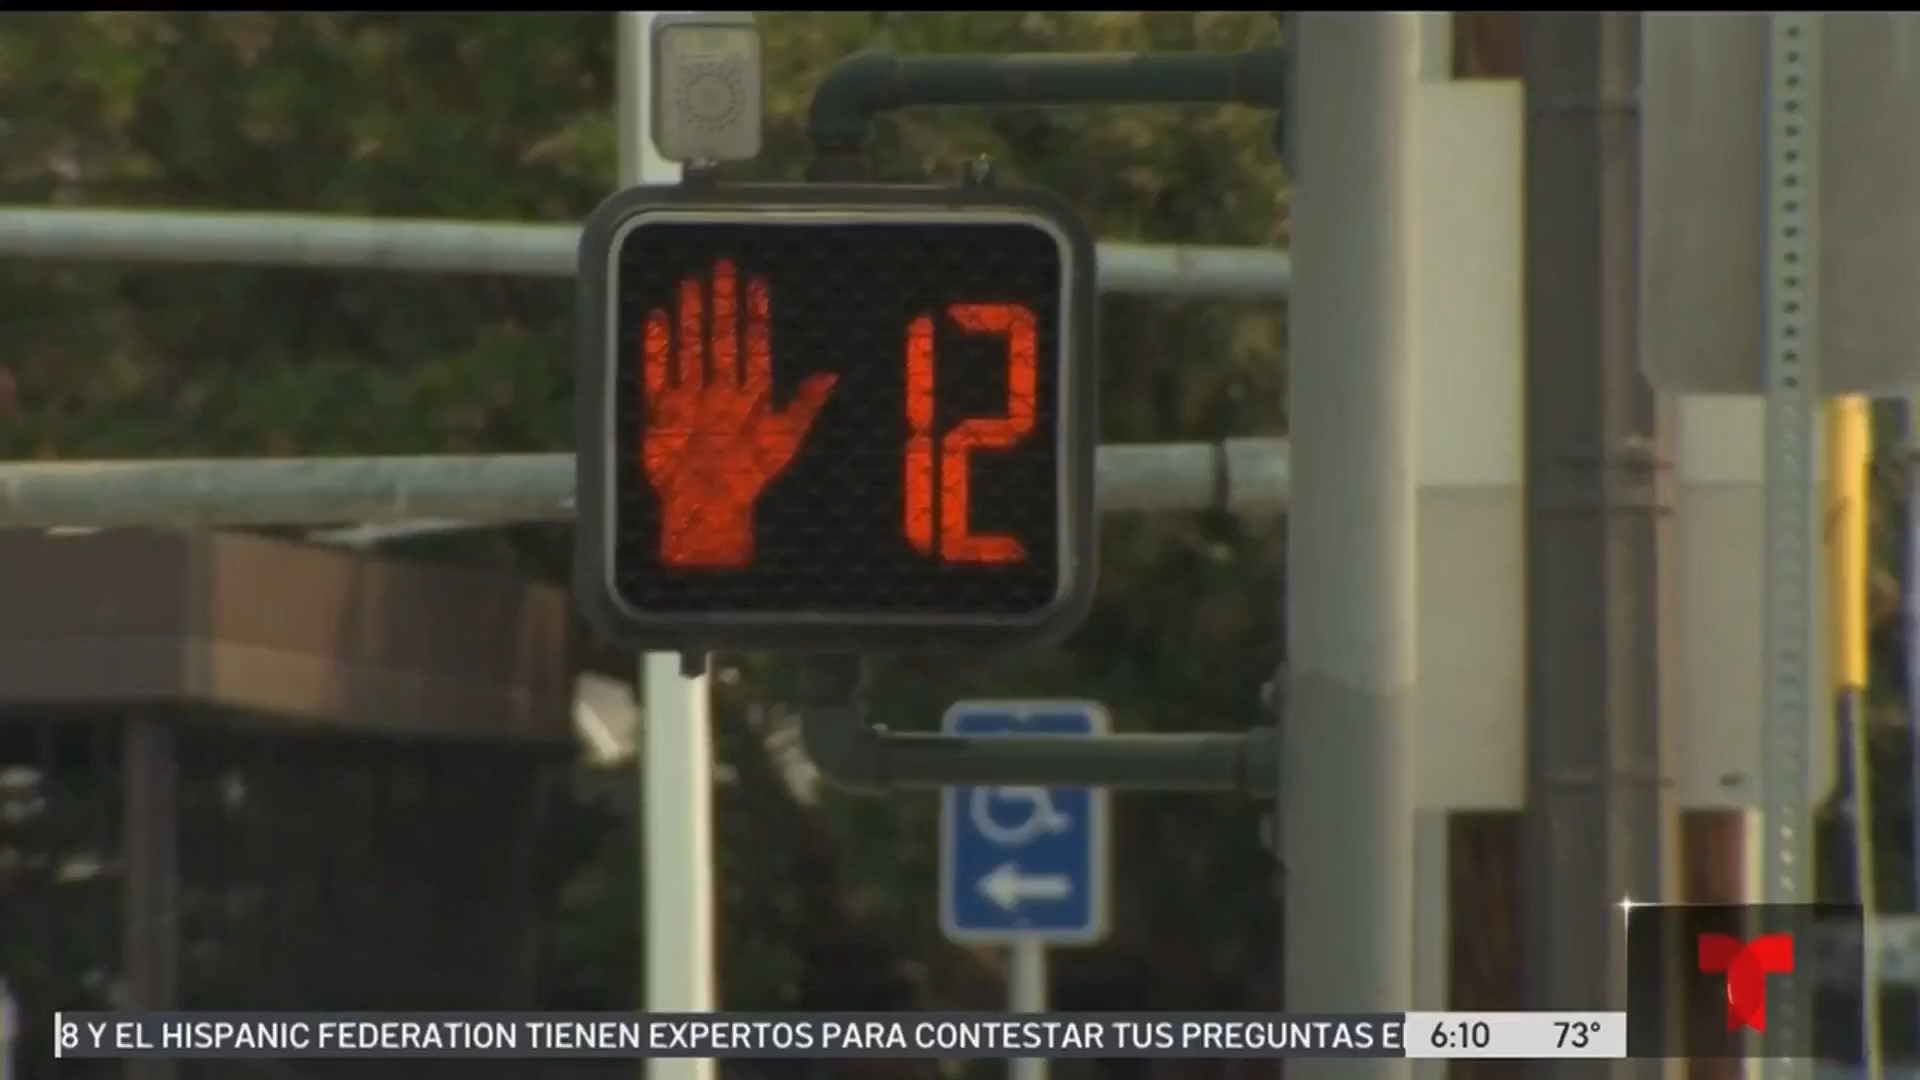 12
8 Y EL HISPANIC FEDERATION TIENEN EXPERTOS PARA CONTESTAR TUS PREGUNTAS E
6:10 73°